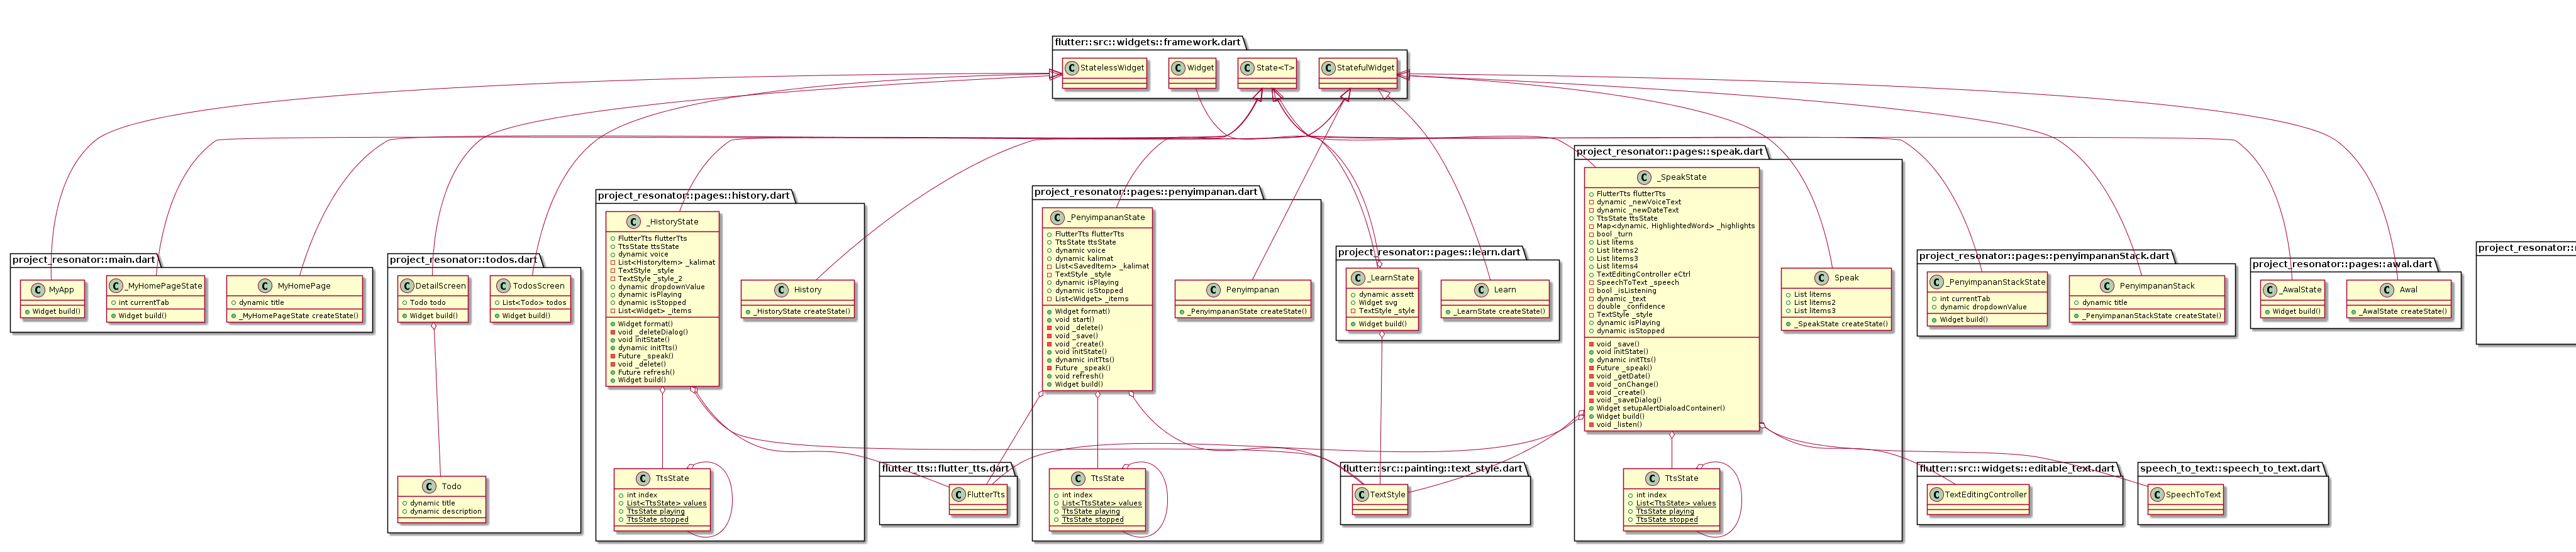 flutter::src::widgets::framework.dart
C StatelessWidget
C Widget
C State<T>
C StatefulWidget
project_resonator::main.dart
C MyApp
Widget build()
C _MyHomePageState
int currentTab
Widget build()
C MyHomePage
dynamic title
_MyHomePageState createState()
project_resonator::todos.dart
C DetailScreen
Todo todo
Widget build()
C TodosScreen
List<Todo> todos
Widget build()
C Todo
dynamic title
dynamic description
project_resonator::pages::history.dart
C _HistoryState
FlutterTts flutterTts
TtsState ttsState
dynamic voice
List<HistoryItem> _kalimat
TextStyle _style
TextStyle _style_2
dynamic dropdownValue
dynamic isPlaying
dynamic isStopped
List<Widget> _items
Widget format()
void _deleteDialog()
void initState()
dynamic initTts()
Future _speak()
void _delete()
Future refresh()
Widget build()
C History
_HistoryState createState()
C TtsState
int index
List<TtsState> values
TtsState playing
TtsState stopped
flutter_tts::flutter_tts.dart
C FlutterTts
project_resonator::pages::penyimpanan.dart
C _PenyimpananState
FlutterTts flutterTts
TtsState ttsState
dynamic voice
dynamic kalimat
List<SavedItem> _kalimat
TextStyle _style
dynamic isPlaying
dynamic isStopped
List<Widget> _items
Widget format()
void start()
void _delete()
void _save()
void _create()
void initState()
dynamic initTts()
Future _speak()
void refresh()
Widget build()
C Penyimpanan
_PenyimpananState createState()
C TtsState
int index
List<TtsState> values
TtsState playing
TtsState stopped
project_resonator::pages::learn.dart
C _LearnState
dynamic assett
Widget svg
TextStyle _style
Widget build()
C Learn
_LearnState createState()
flutter::src::painting::text_style.dart
C TextStyle
project_resonator::pages::speak.dart
C _SpeakState
FlutterTts flutterTts
dynamic _newVoiceText
dynamic _newDateText
TtsState ttsState
Map<dynamic, HighlightedWord> _highlights
bool _turn
List litems
List litems2
List litems3
List litems4
TextEditingController eCtrl
SpeechToText _speech
bool _isListening
dynamic _text
double _confidence
TextStyle _style
dynamic isPlaying
dynamic isStopped
void _save()
void initState()
dynamic initTts()
Future _speak()
void _getDate()
void _onChange()
void _create()
void _saveDialog()
Widget setupAlertDialoadContainer()
Widget build()
void _listen()
C Speak
List litems
List litems2
List litems3
_SpeakState createState()
C TtsState
int index
List<TtsState> values
TtsState playing
TtsState stopped
project_resonator::pages::penyimpananStack.dart
C _PenyimpananStackState
int currentTab
dynamic dropdownValue
Widget build()
C PenyimpananStack
dynamic title
_PenyimpananStackState createState()
flutter::src::widgets::editable_text.dart
C TextEditingController
speech_to_text::speech_to_text.dart
C SpeechToText
project_resonator::pages::awal.dart
C _AwalState
Widget build()
C Awal
_AwalState createState()
project_resonator::